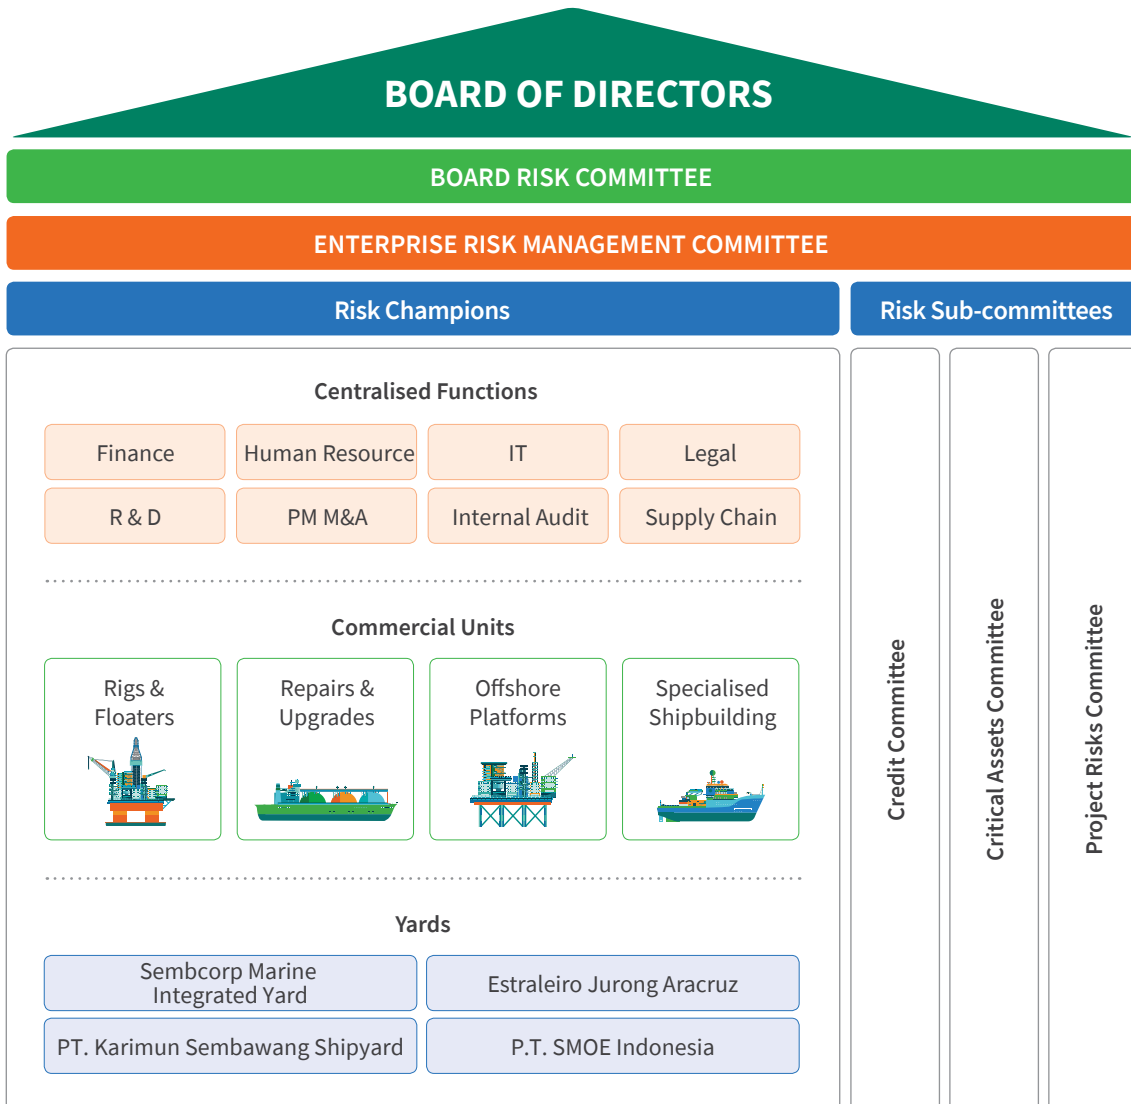 BOARD OF DIRECTORS
BOARD RISK COMMITTEE
ENTERPRISE RISK MANAGEMENT COMMITTEE
Risk Champions
Risk Sub-committees
Centralised Functions
Finance
Human Resource
IT
Legal
R & D
PM M&A
Internal Audit
Supply Chain
Commercial Units
Rigs &
Floaters
Repairs &
Upgrades
Offshore
Platforms
Specialised
Shipbuilding
Yards
Sembcorp Marine
Integrated Yard
Estraleiro Jurong Aracruz
PT. Karimun Sembawang Shipyard
P.T. SMOE Indonesia
Credit Committee
Critical Assets Committee
Project Risks Committee